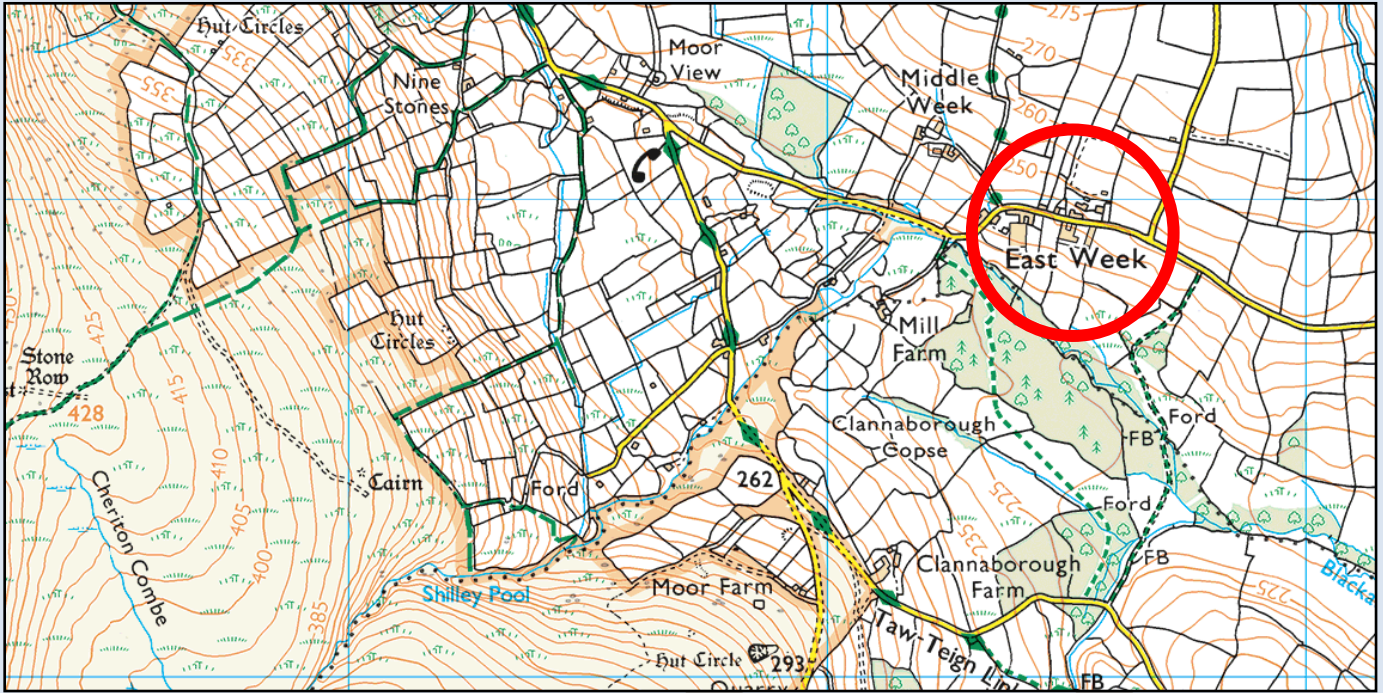 Hut Circles
335
355
Nine
Stones
Moor
View
275
270
Middle
Week
260
250
East Week
Mill
Farm
Hut
Circles
Stone
Row
428
425
415
410
405
400
385
Cairn
Cheriton Combe
Ford
Shilley Pool
262
Clannaborough
Copse
FB
Ford
225
235
Ford
FB
Clannaborough
Farm
Moor Farm
225
Blacka
Taw-Teign Lin
Hut Circle
293
Quarry
FB